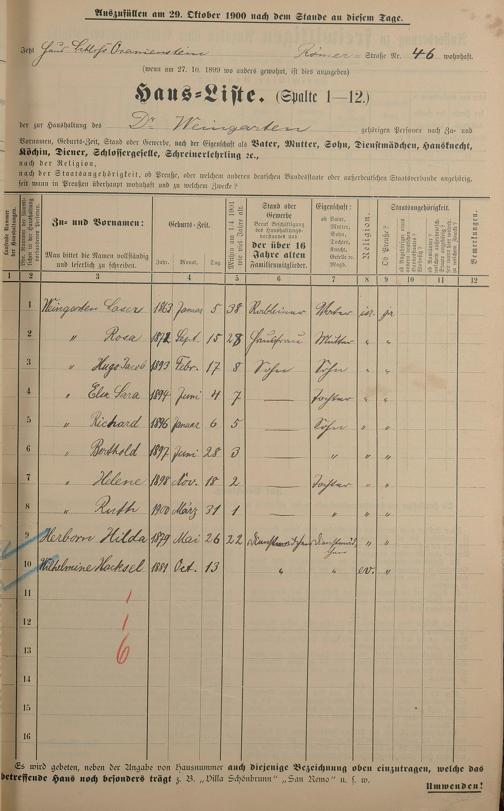 Auszufüllen am 29. Oktober 1900 nach dem Stande an diesem Tage.
Jetzt Haus Schloß Oranienstein Römer-Straße Nr. 46 wohnhaft.
(wenn am 27. 10. 1899 wo anders gewohnt, ist dies anzugeben)
Haus-Liste. (Spalte 1—12.)
der zur Haushaltung des Dr Weingarten gehörigen Personen nach Zu- und
Vornamen, Geburts-Zeit, Stand oder Gewerbe, nach der Eigenschaft als Vater, Mutter, Sohn, Dienstmädchen, Hausknecht,
Köchin, Diener, Schlossergeselle, Schreinerlehrling ꝛc.,
nach der Religion,
nach der Staatsangehörigkeit, ob Preuße, oder welchem anderen deutschen Bundesstaate oder außerdeutschen Staatsverbande angehörig,
seit wann in Preußen überhaupt wohnhaft und zu welchem Zwecke?
Zu- und Vornamen:
Man bittet die Namen vollständig
und leserlich zu schreiben.
Geburts-Zeit.
Jahr. Monat. Tag.
Stand oder
Gewerbe
der über 16
Jahre alten
Familienmitglieder.
Eigenschaft:
ob Vater,
Mutter,
Sohn,
Tochter,
Knecht,
Geselle o.
Magd.
Religion.
Ob Preuße?
Staatsangehörigkeit.
Bemerkungen.
1 2 3 4 5 6 7 8 9 10 11 12
1 Weingarten 1863 Januar 5 38 Rabbiner Vater isr. pr
2 " Rosa 1872 Sept. 15 28 Hausfrau Mutter " "
3 " Hugo Jacob 1893 Febr. 17 8 Sohn Sohn " "
4 " Else Sara 1894 Juni 4 7 — Tochter " "
5 " Richard 1896 Januar 6 5 — Sohn " "
6 " Berthold 1897 Juni 28 3 — " " "
7 " Helene 1898 Nov. 18 2 — Tochter " "
8 " Ruth 1900 März 31 1 — " " "
9 Herborn Hilda 1879 Mai 26 22 Dienstmädchen Dienstmädchen " "
10 Wilhelmine Hacksel 1881 Oct. 13 " " ev. "
11 1
12 1
13 6
14
15
16
Es wird gebeten, neben der Angabe von Hausnummer auch diejenige Bezeichnung oben einzutragen, welche das
betreffende Haus noch besonders trägt z. B. „Villa Schönbrunn" „San Remo" u. s. w.
Umwenden!